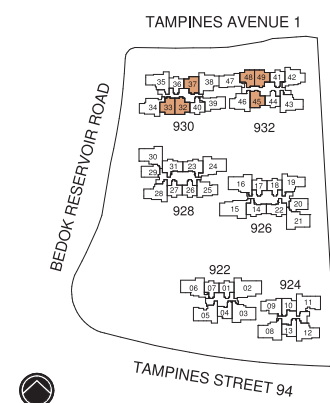 TAMPINES AVENUE 1
BEDOK RESERVOIR ROAD
35 36 37 38 47 48 49 41 42
34 33 32 40 39 46 45 44 43
930 932
30
31 23 24
29
28 27 26 25
928
16 17 18 19
20
15 14 22
21
926
922 924
06 07 01 02
05 04 03
09 10 11
08 13 12
TAMPINES STREET 94